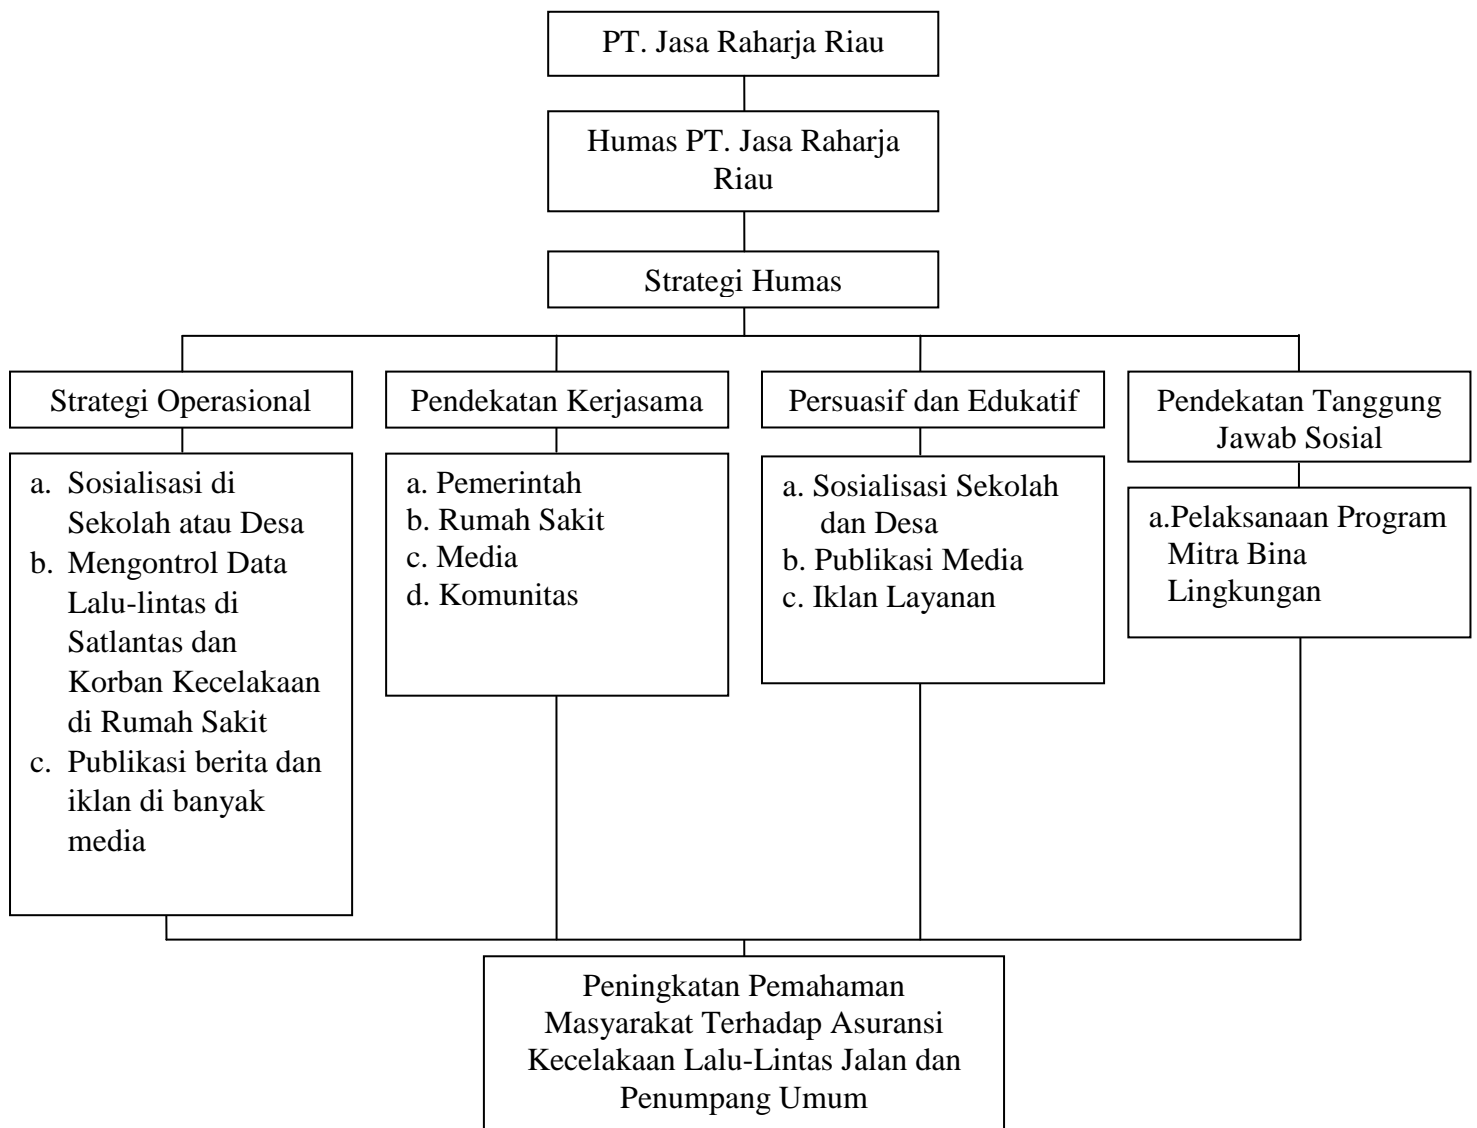 PT. Jasa Raharja Riau
Humas PT. Jasa Raharja
Riau
Strategi Humas
Strategi Operasional
a. Sosialisasi di
Sekolah atau Desa
b. Mengontrol Data
Lalu-lintas di
Satlantas dan
Korban Kecelakaan
di Rumah Sakit
c. Publikasi berita dan
iklan di banyak
media
Pendekatan Kerjasama
a. Pemerintah
b. Rumah Sakit
c. Media
d. Komunitas
Persuasif dan Edukatif
a. Sosialisasi Sekolah
dan Desa
b. Publikasi Media
c. Iklan Layanan
Pendekatan Tanggung
Jawab Sosial
a.Pelaksanaan Program
Mitra Bina
Lingkungan
Peningkatan Pemahaman
Masyarakat Terhadap Asuransi
Kecelakaan Lalu-Lintas Jalan dan
Penumpang Umum